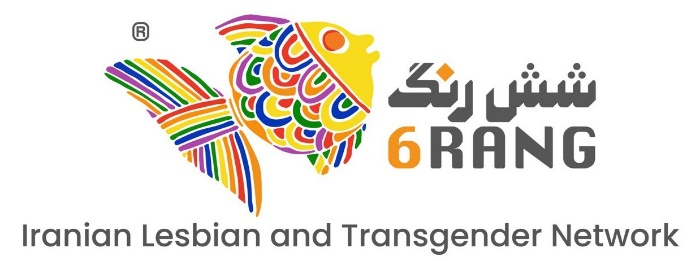 ®
شش رنگ
6RANG
Iranian Lesbian and Transgender Network